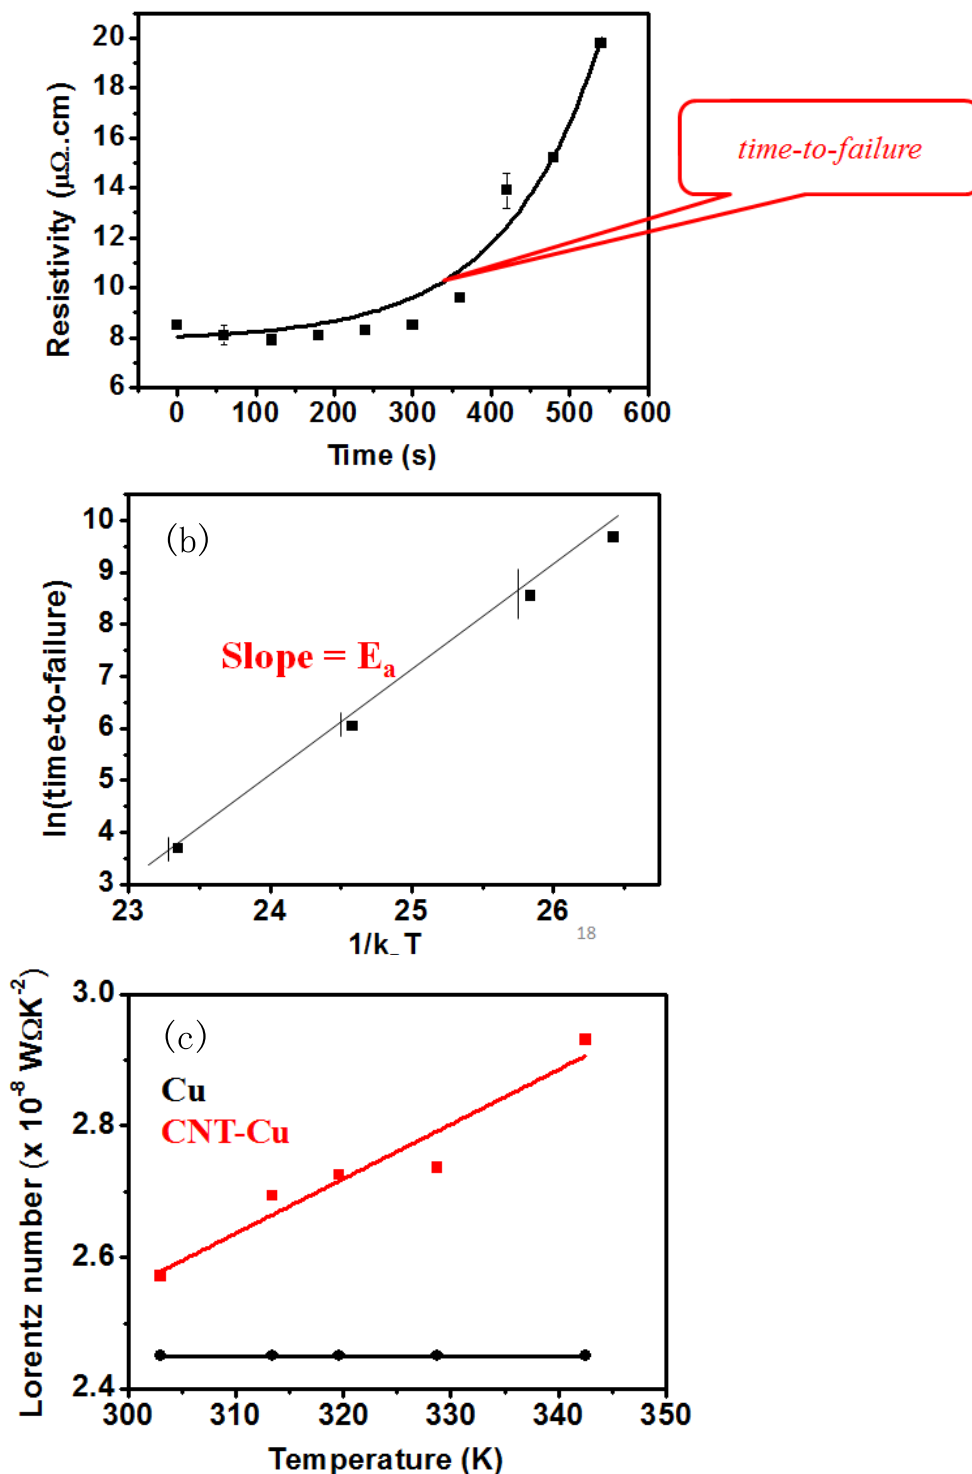 20
18
16
14
12
10
8
6
Resistivity (μΩ.cm)
time-to-failure
0 100 200 300 400 500 600
Time (s)
(b)
10
9
8
7
6
5
4
3
ln(time-to-failure)
Slope = Eₐ
23 24 25 26
1/k T
18
(c)
3.0
2.8
2.6
2.4
Lorentz number (x 10⁻⁸ WΩK⁻²)
Cu
CNT-Cu
300 310 320 330 340 350
Temperature (K)